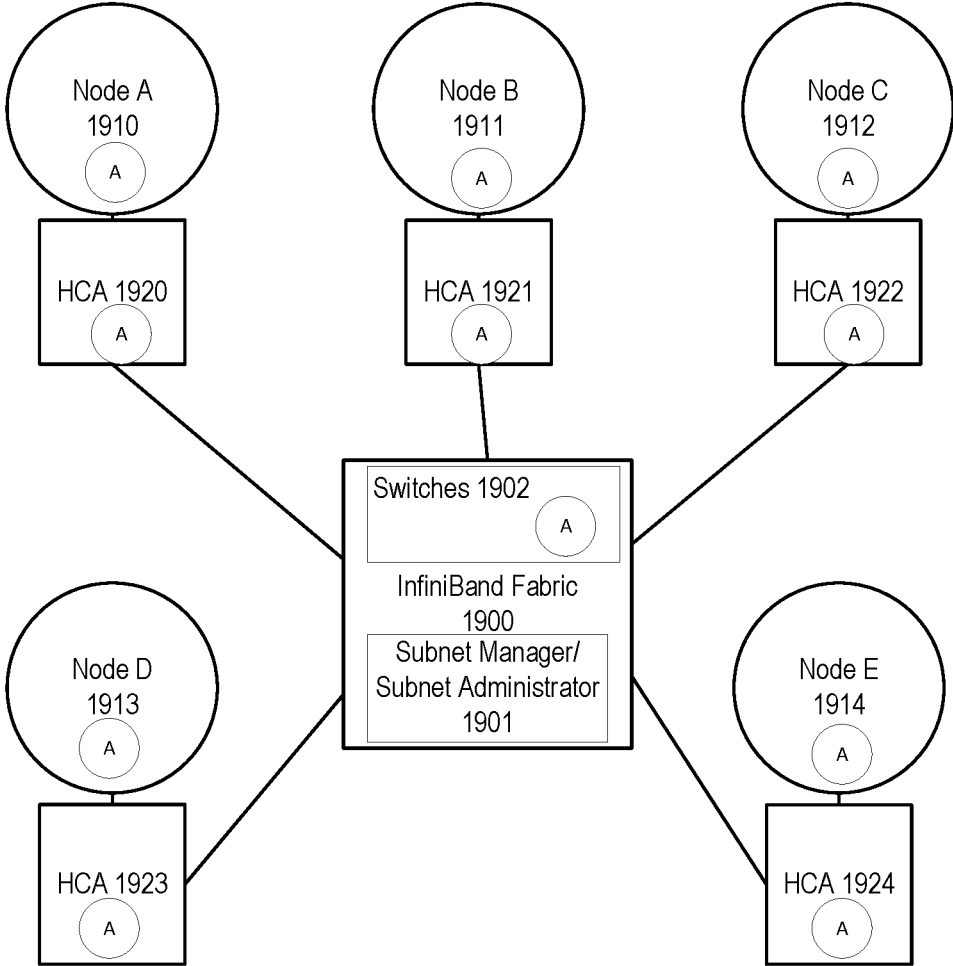 Node A
1910
A
Node B
1911
A
Node C
1912
A
HCA 1920
A
HCA 1921
A
HCA 1922
A
Switches 1902
A
InfiniBand Fabric
1900
Subnet Manager/
Subnet Administrator
1901
Node D
1913
A
Node E
1914
A
HCA 1923
A
HCA 1924
A